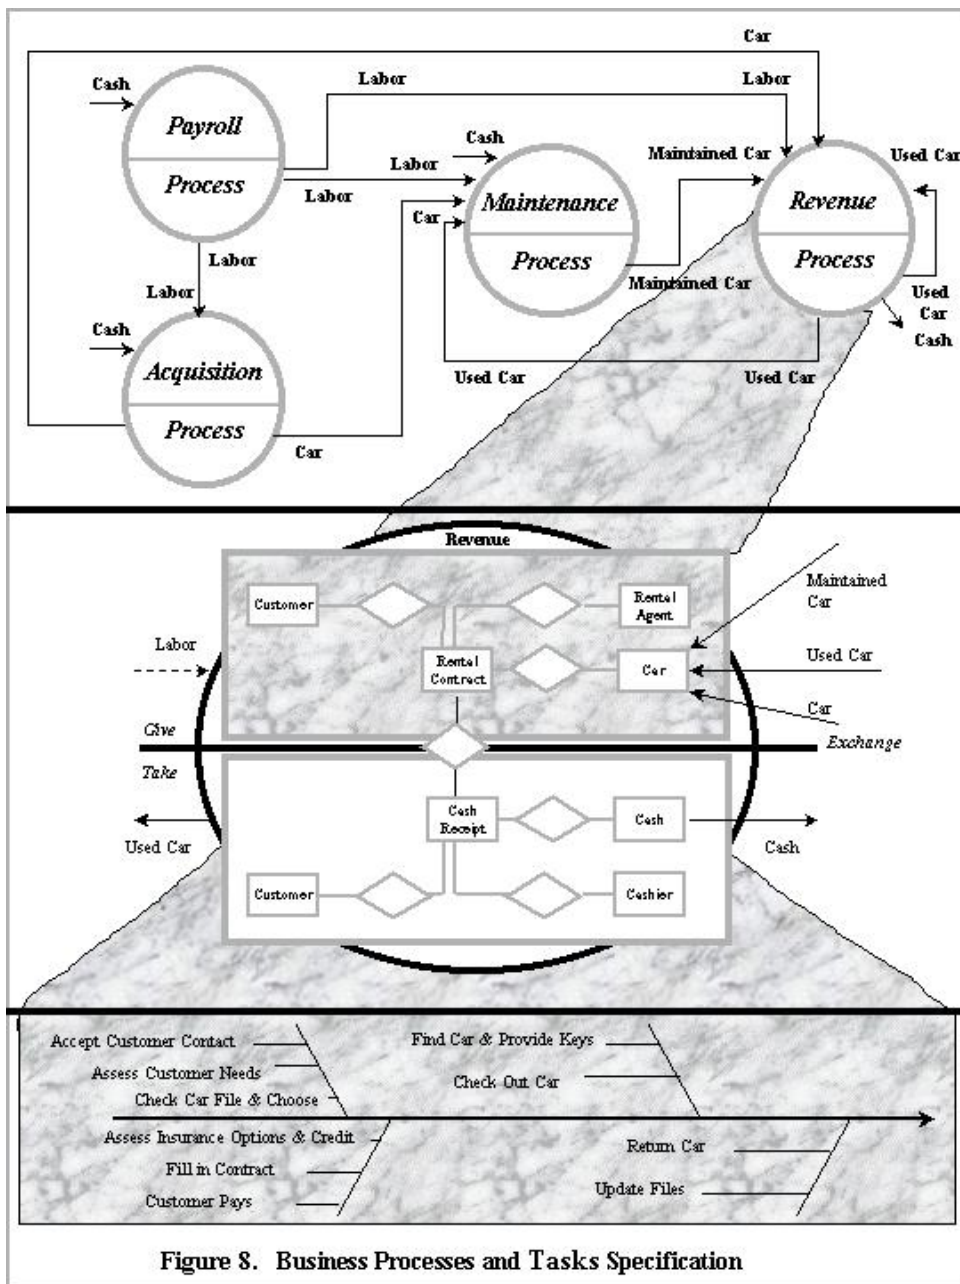 Car
Labor
Labor
Cash
Payroll
Process
Cash
Labor
Labor
Car
Maintenance
Process
Maintained Car
Maintained Car
Used Car
Revenue
Process
Used
Car
Cash
Labor
Labor
Cash
Acquisition
Process
Car
Used Car
Used Car
Revenue
Customer
Rental
Agent
Maintained
Car
Labor
Rental
Contract
Car
Used Car
Car
Give
Exchange
Take
Used Car
Cash
Receipt
Cash
Cash
Customer
Cashier
Accept Customer Contact
Assess Customer Needs
Check Car File & Choose
Find Car & Provide Keys
Check Out Car
Assess Insurance Options & Credit
Fill in Contract
Customer Pays
Return Car
Update Files
Figure 8. Business Processes and Tasks Specification